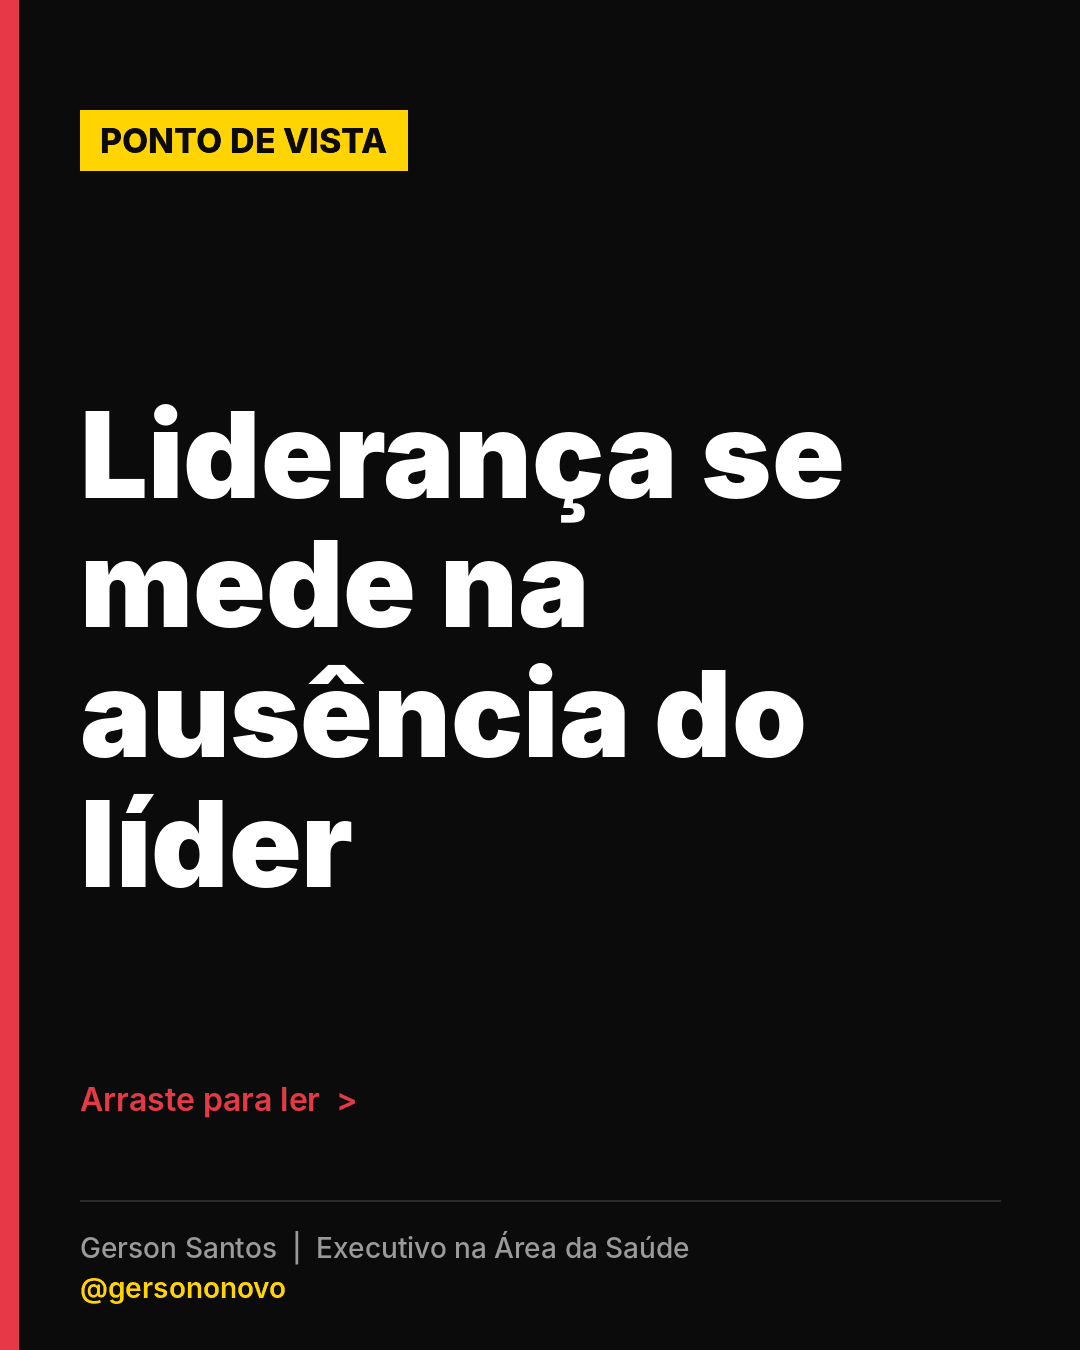 PONTO DE VISTA
Liderança se
mede na
ausência do
líder
Arraste para ler >
Gerson Santos | Executivo na Área da Saúde
@gersononovo